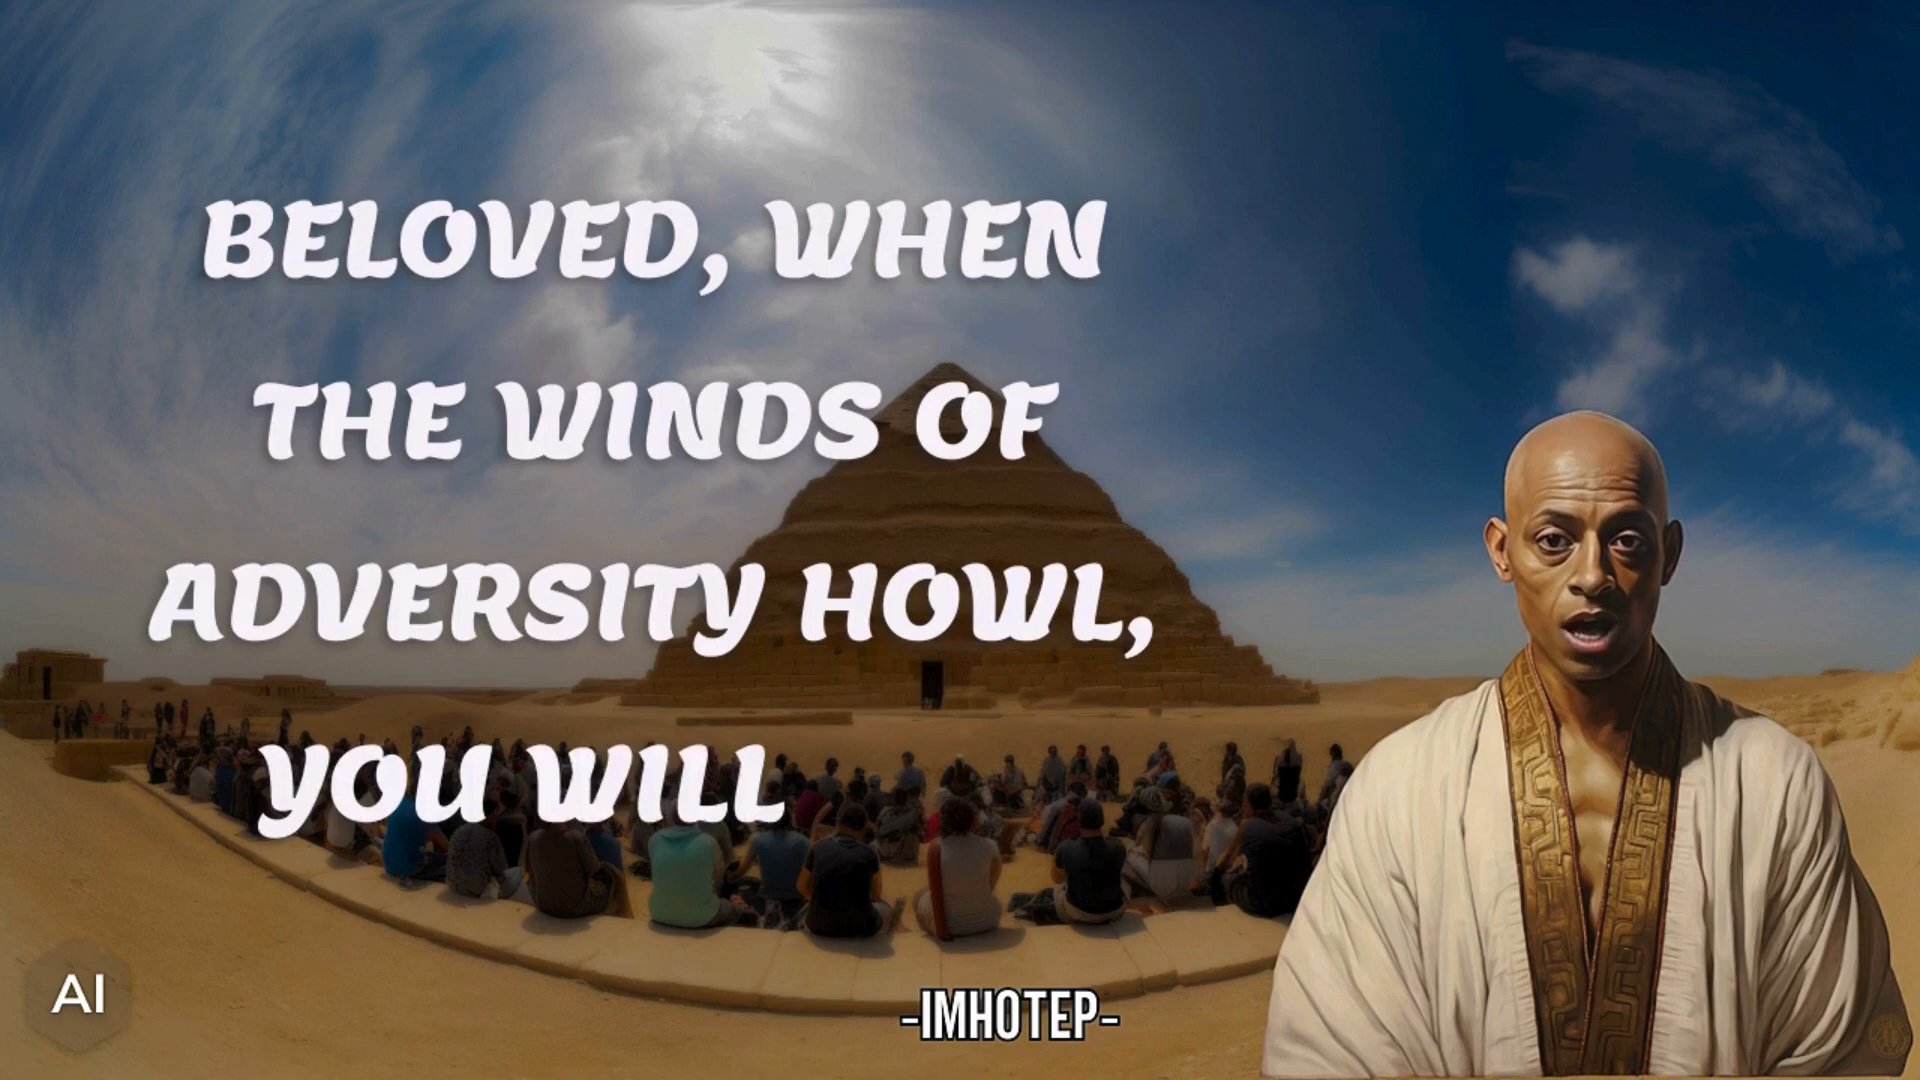 BELOVED, WHEN
THE WINDS OF
ADVERSITY HOWL,
YOU WILL
AI
-IMHOTEP-